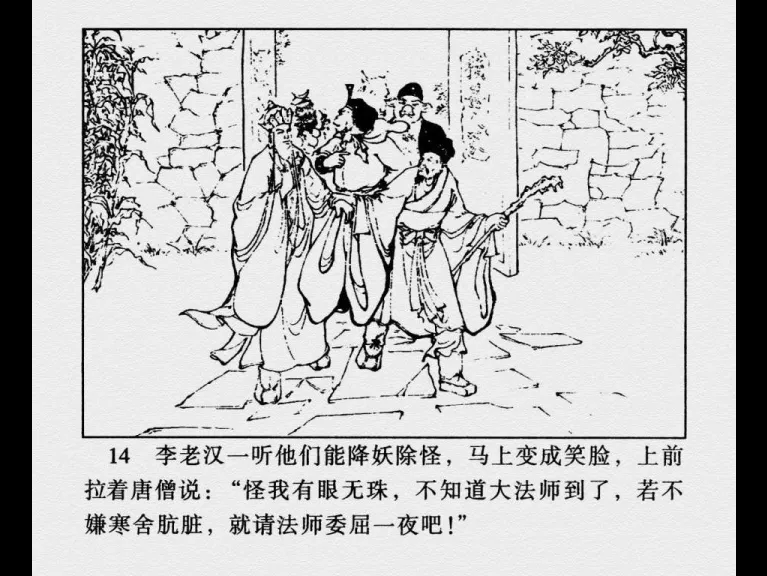 14 李老汉一听他们能降妖除怪，马上变成笑脸，上前
拉着唐僧说：“怪我有眼无珠，不知道大法师到了，若不
嫌寒舍肮脏，就请法师委屈一夜吧！”